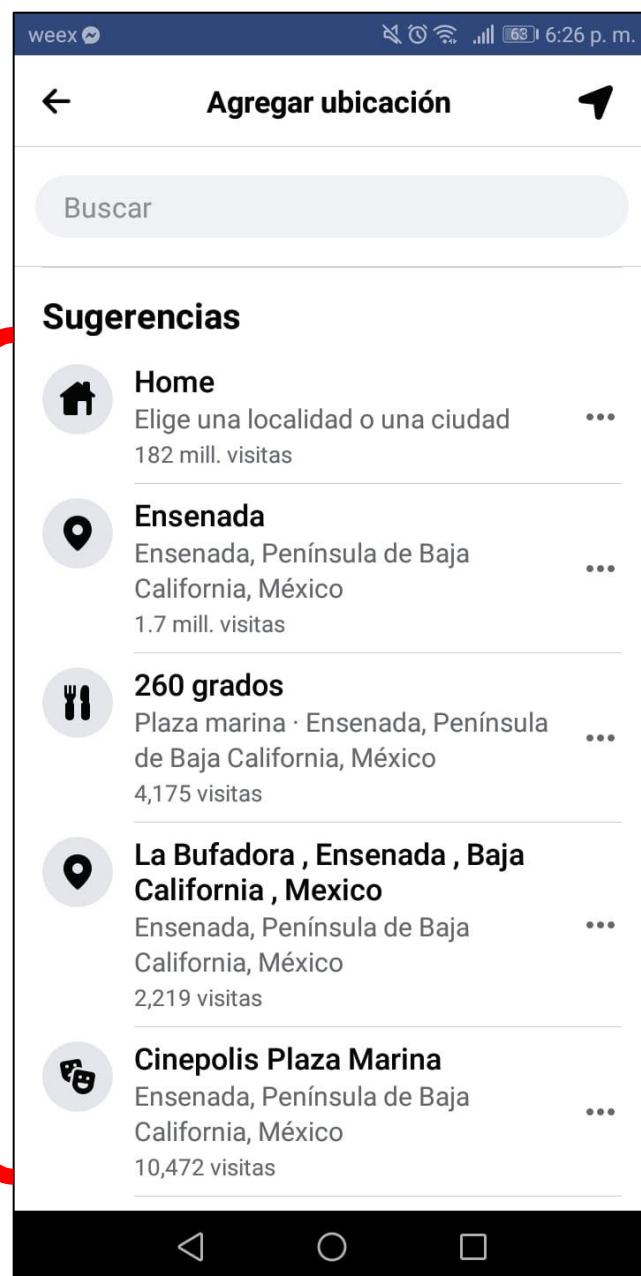 weex 63 6:26 p. m.
Agregar ubicación
Buscar
Sugerencias
Home
Elige una localidad o una ciudad
182 mill. visitas
Ensenada
Ensenada, Península de Baja
California, México
1.7 mill. visitas
260 grados
Plaza marina · Ensenada, Península
de Baja California, México
4,175 visitas
La Bufadora , Ensenada , Baja
California , Mexico
Ensenada, Península de Baja
California, México
2,219 visitas
Cinepolis Plaza Marina
Ensenada, Península de Baja
California, México
10,472 visitas